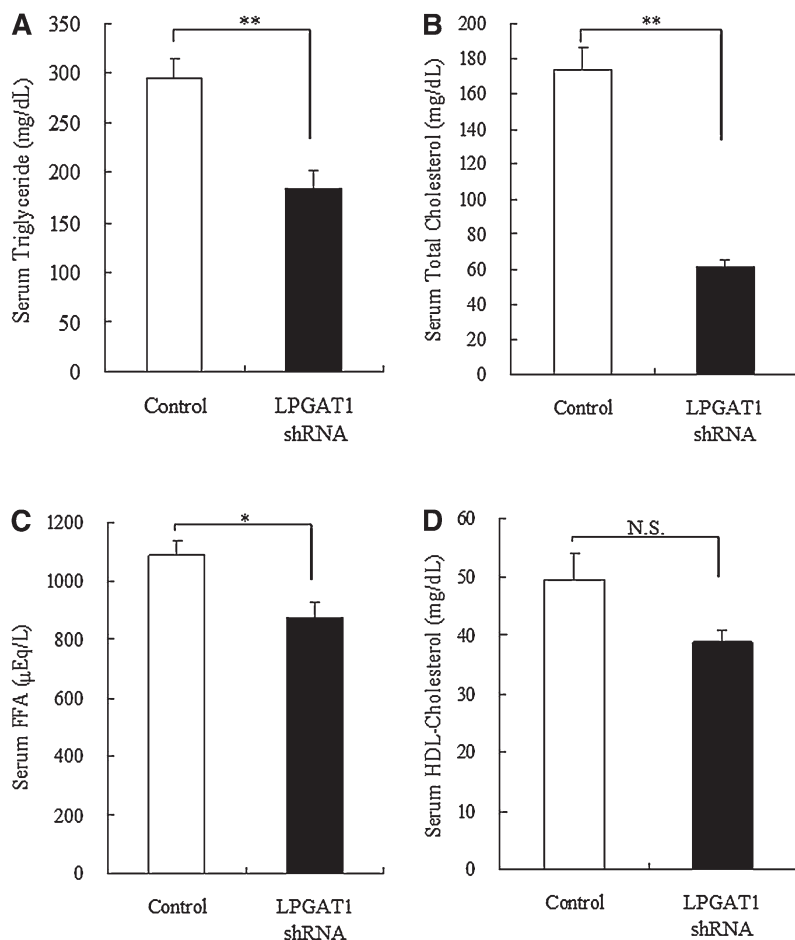 A
**
Serum Triglyceride (mg/dL)
350
300
250
200
150
100
50
0
Control
LPGAT1
shRNA
B
**
Serum Total Cholesterol (mg/dL)
200
180
160
140
120
100
80
60
40
20
0
Control
LPGAT1
shRNA
C
*
Serum FFA (μEq/L)
1200
1000
800
600
400
200
0
Control
LPGAT1
shRNA
D
N.S.
Serum HDL-Cholesterol (mg/dL)
60
50
40
30
20
10
0
Control
LPGAT1
shRNA